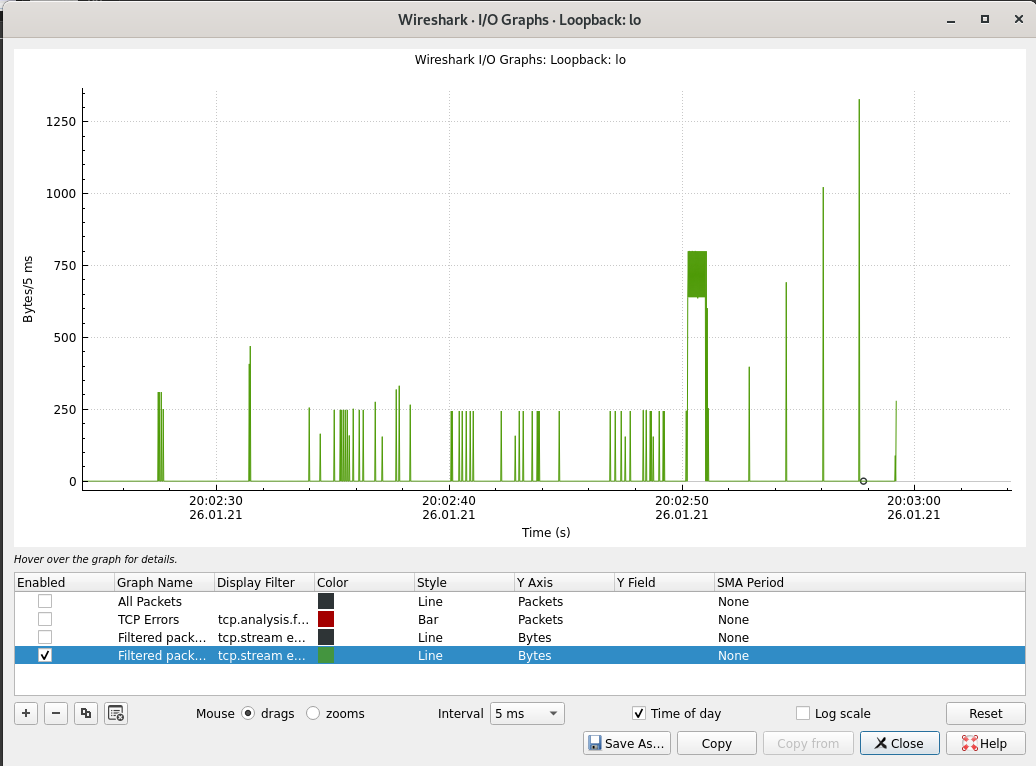 Wireshark · I/O Graphs · Loopback: lo
Wireshark I/O Graphs: Loopback: lo
Bytes/5 ms
1250
1000
750
500
250
0
20:02:30 20:02:40 20:02:50 20:03:00
26.01.21 26.01.21 26.01.21 26.01.21
Time (s)
Hover over the graph for details.
Enabled Graph Name Display Filter Color Style Y Axis Y Field SMA Period
All Packets Line Packets None
TCP Errors tcp.analysis.f... Bar Packets None
Filtered pack... tcp.stream e... Line Bytes None
Filtered pack... tcp.stream e... Line Bytes None
Mouse drags zooms Interval 5 ms Time of day Log scale Reset
Save As... Copy Copy from Close Help